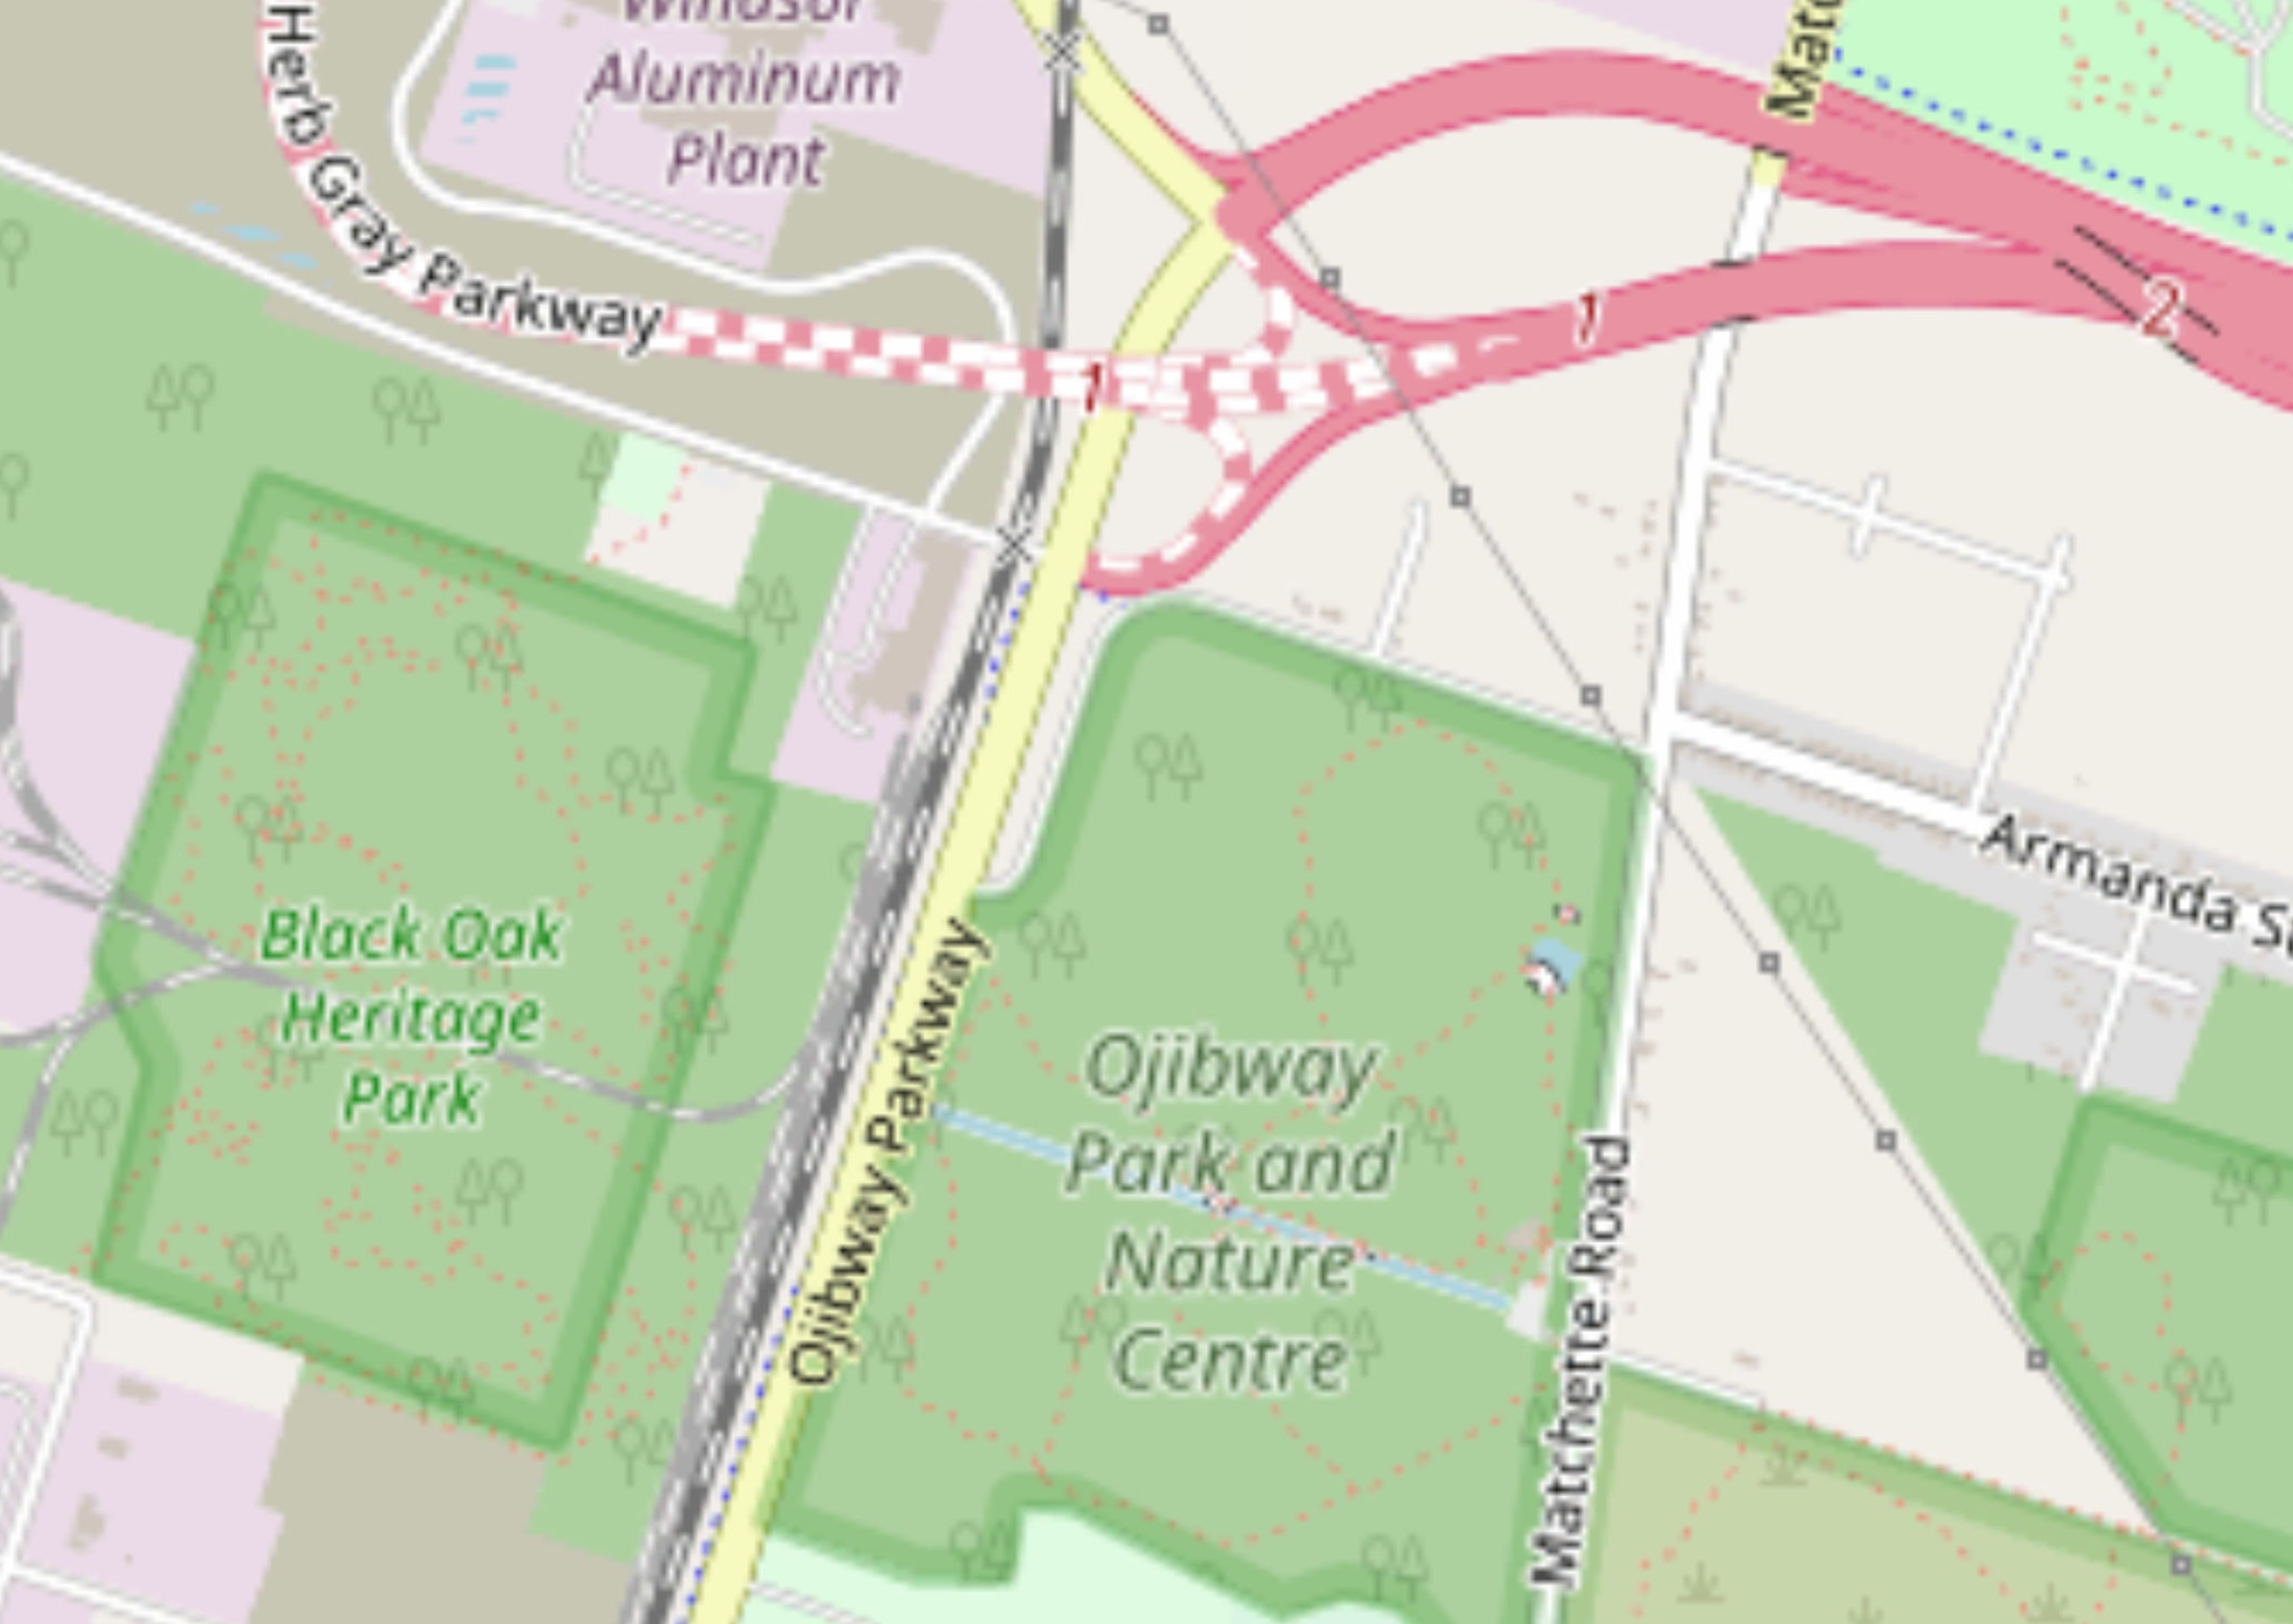 Windsor
Aluminum
Plant
Herb Gray Parkway
1
1
2
Armanda
Black Oak
Heritage
Park
Ojibway Parkway
Ojibway
Park and
Nature
Centre
Matchette Road